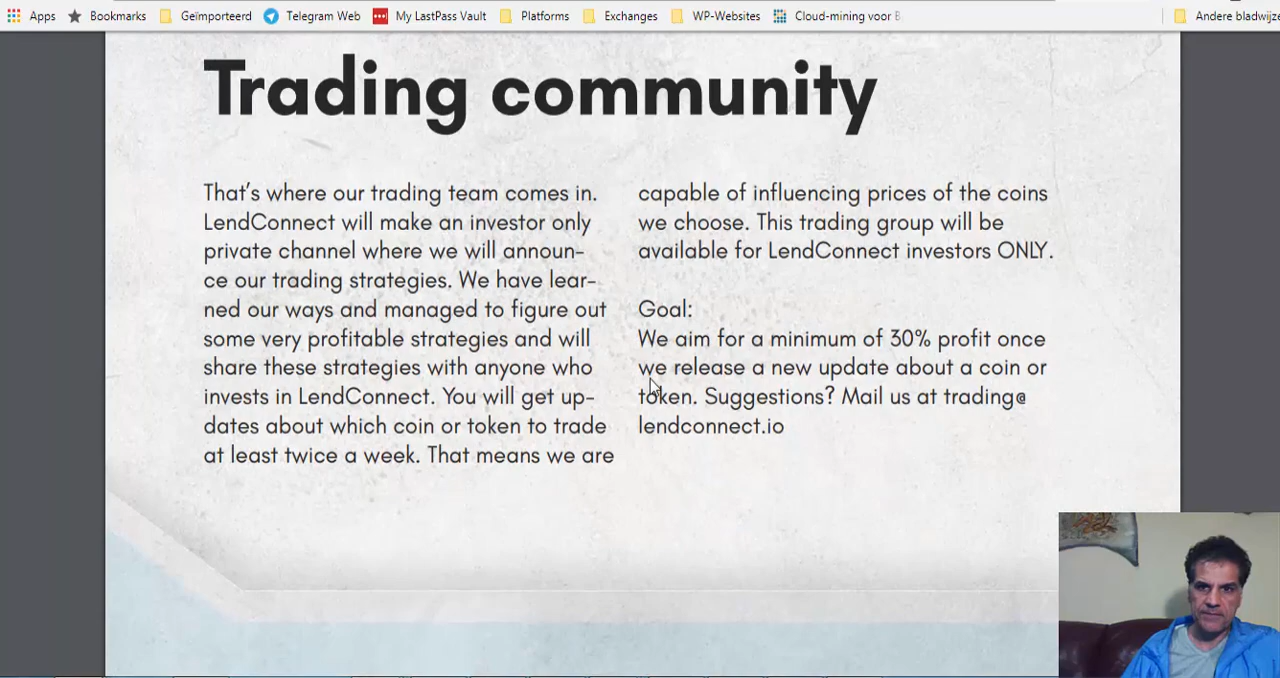 Apps
Bookmarks
Geïmporteerd
Telegram Web
My LastPass Vault
Platforms
Exchanges
WP-Websites
Cloud-mining voor B
Andere bladwijze
Trading community
That's where our trading team comes in.
LendConnect will make an investor only
private channel where we will announ-
ce our trading strategies. We have lear-
ned our ways and managed to figure out
some very profitable strategies and will
share these strategies with anyone who
invests in LendConnect. You will get up-
dates about which coin or token to trade
at least twice a week. That means we are
capable of influencing prices of the coins
we choose. This trading group will be
available for LendConnect investors ONLY.
Goal:
We aim for a minimum of 30% profit once
we release a new update about a coin or
token. Suggestions? Mail us at trading@
lendconnect.io